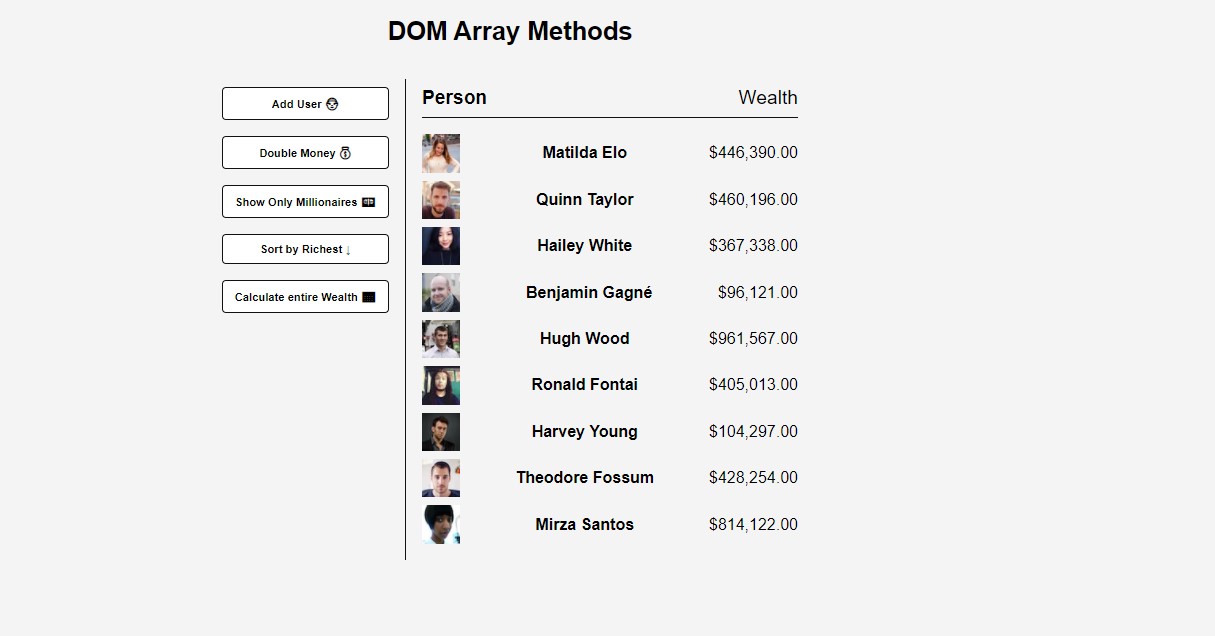 DOM Array Methods
Add User
Double Money
Show Only Millionaires
Sort by Richest ↓
Calculate entire Wealth
Person Wealth
Matilda Elo $446,390.00
Quinn Taylor $460,196.00
Hailey White $367,338.00
Benjamin Gagné $96,121.00
Hugh Wood $961,567.00
Ronald Fontai $405,013.00
Harvey Young $104,297.00
Theodore Fossum $428,254.00
Mirza Santos $814,122.00